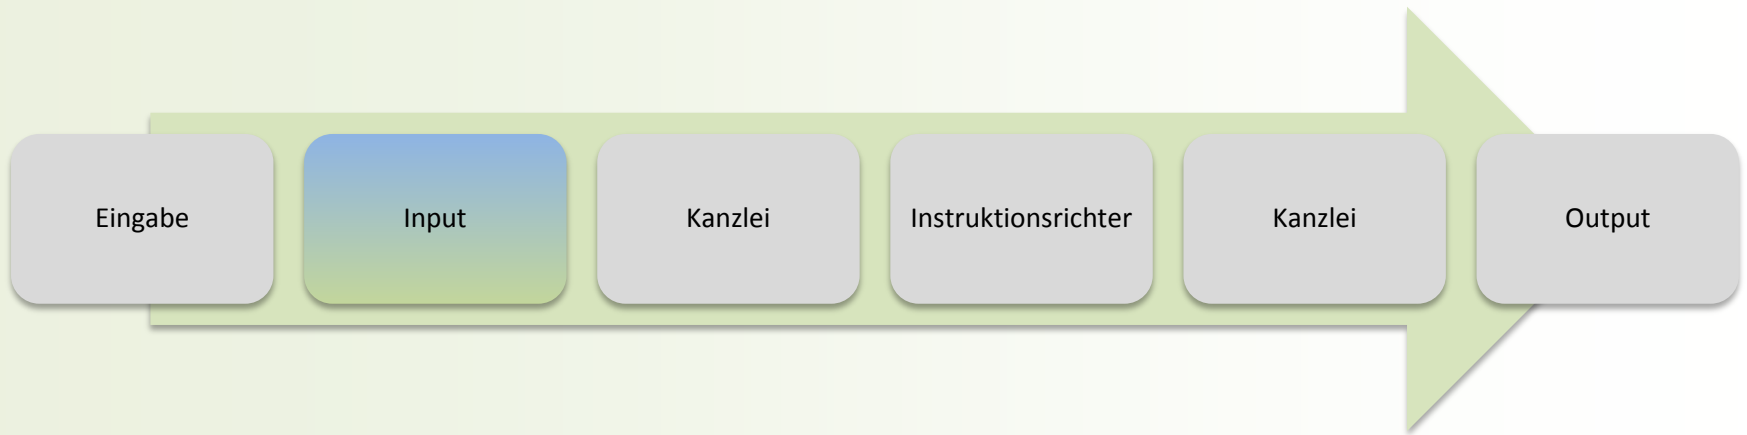 Eingabe
Input
Kanzlei
Instruktionsrichter
Kanzlei
Output